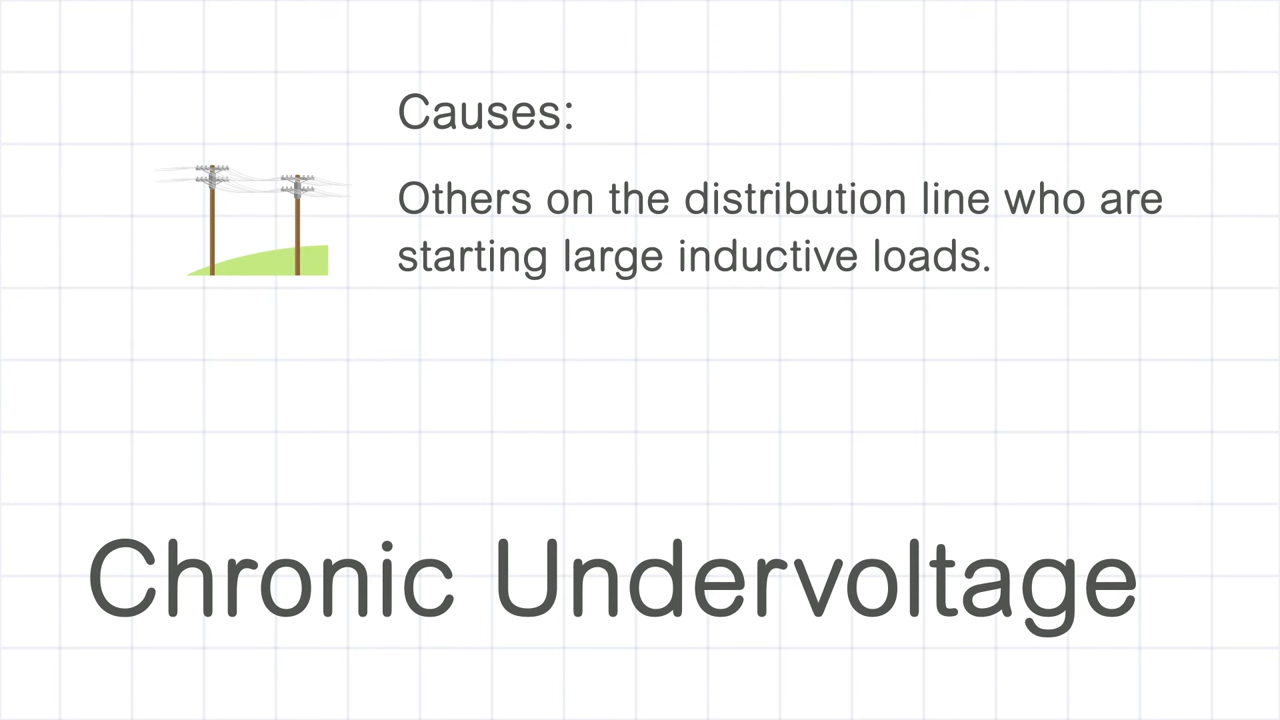 Causes:
Others on the distribution line who are
starting large inductive loads.
Chronic Undervoltage